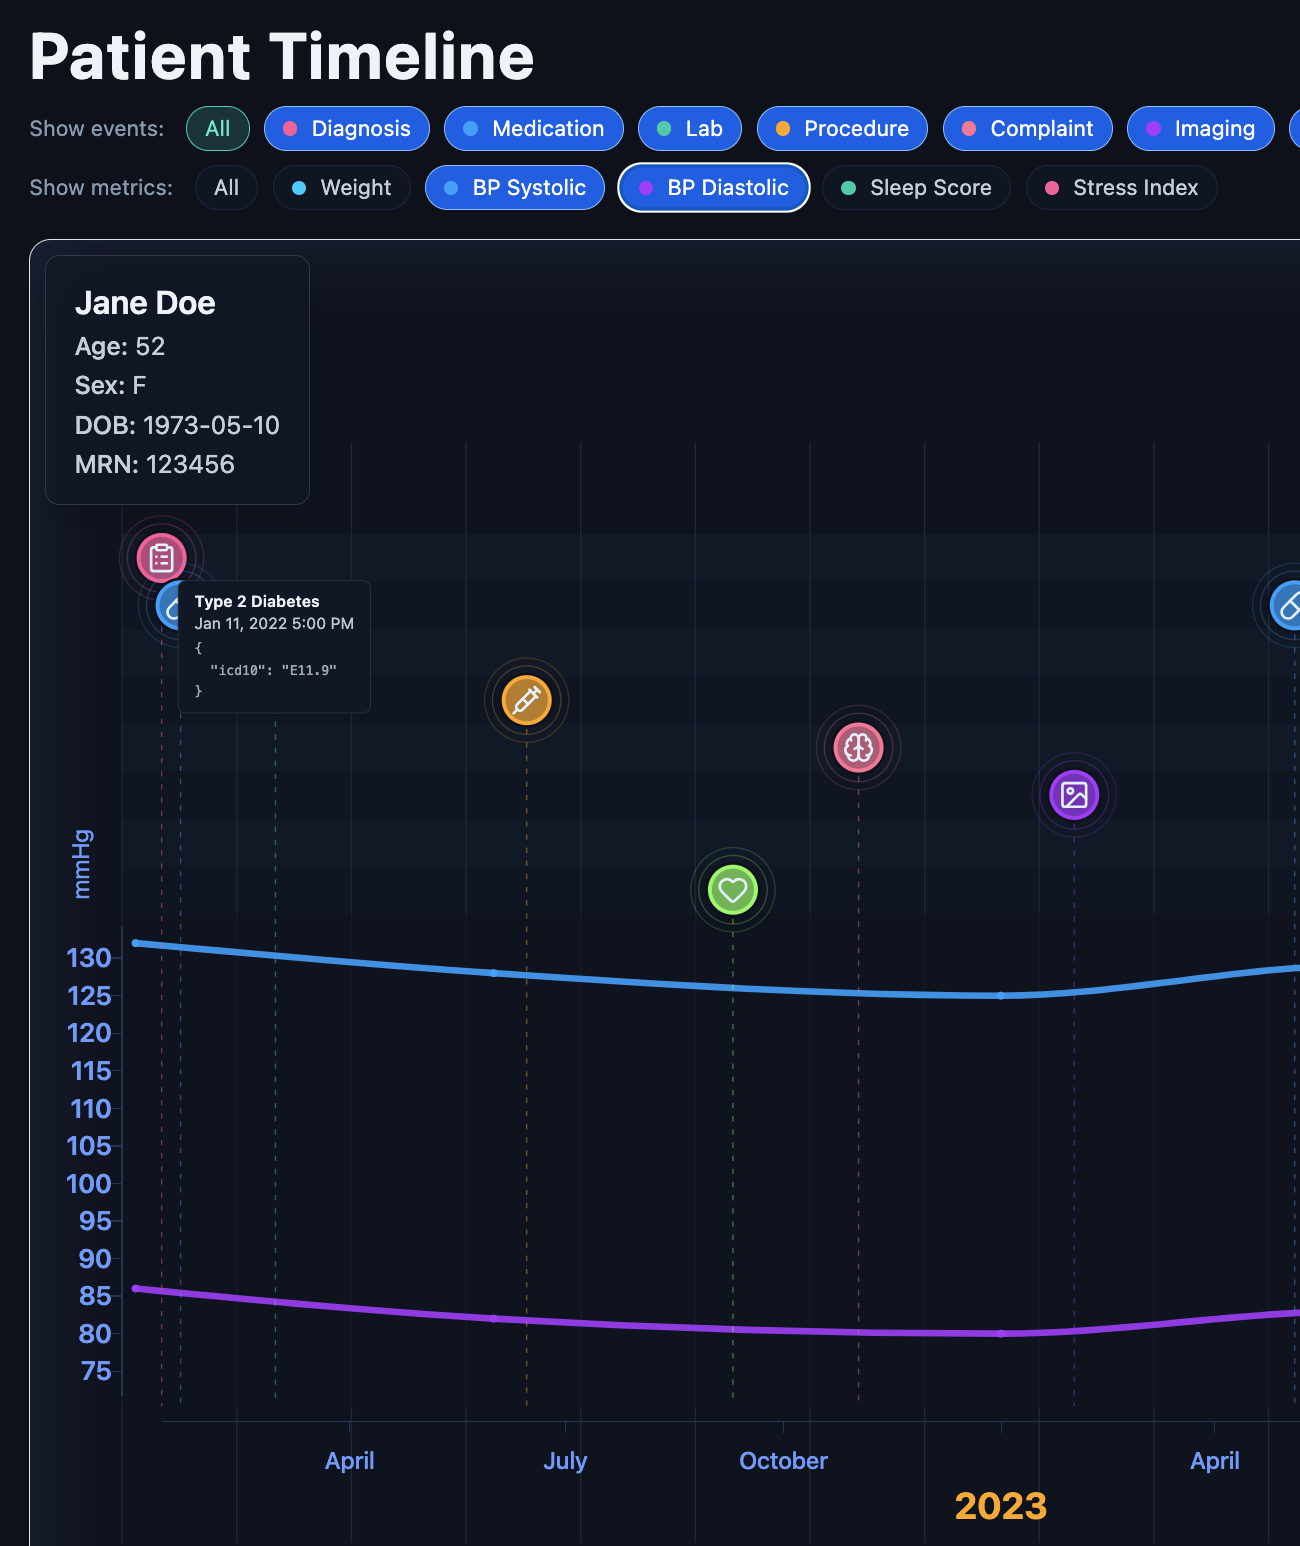 Patient Timeline
Show events: All Diagnosis Medication Lab Procedure Complaint Imaging
Show metrics: All Weight BP Systolic BP Diastolic Sleep Score Stress Index
Jane Doe
Age: 52
Sex: F
DOB: 1973-05-10
MRN: 123456
Type 2 Diabetes
Jan 11, 2022 5:00 PM
{
"icd10": "E11.9"
}
mmHg
130
125
120
115
110
105
100
95
90
85
80
75
April July October April
2023